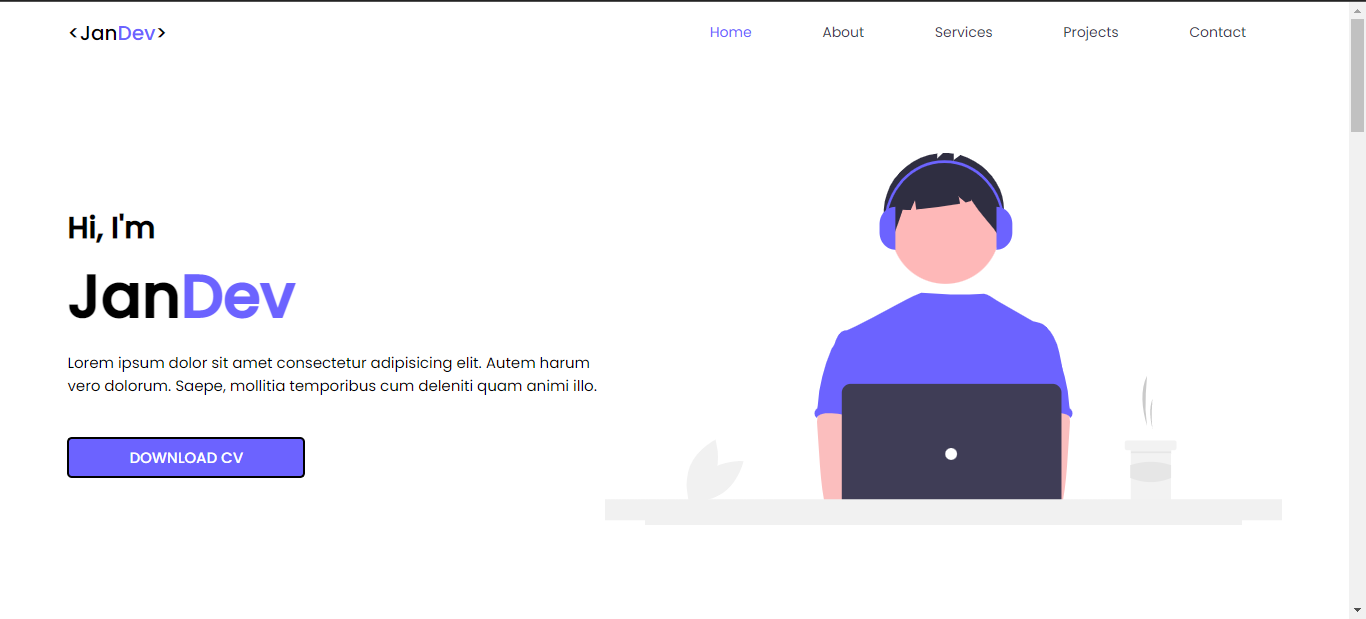 <JanDev>
Home
About
Services
Projects
Contact
Hi, I'm
JanDev
Lorem ipsum dolor sit amet consectetur adipisicing elit. Autem harum
vero dolorum. Saepe, mollitia temporibus cum deleniti quam animi illo.
DOWNLOAD CV